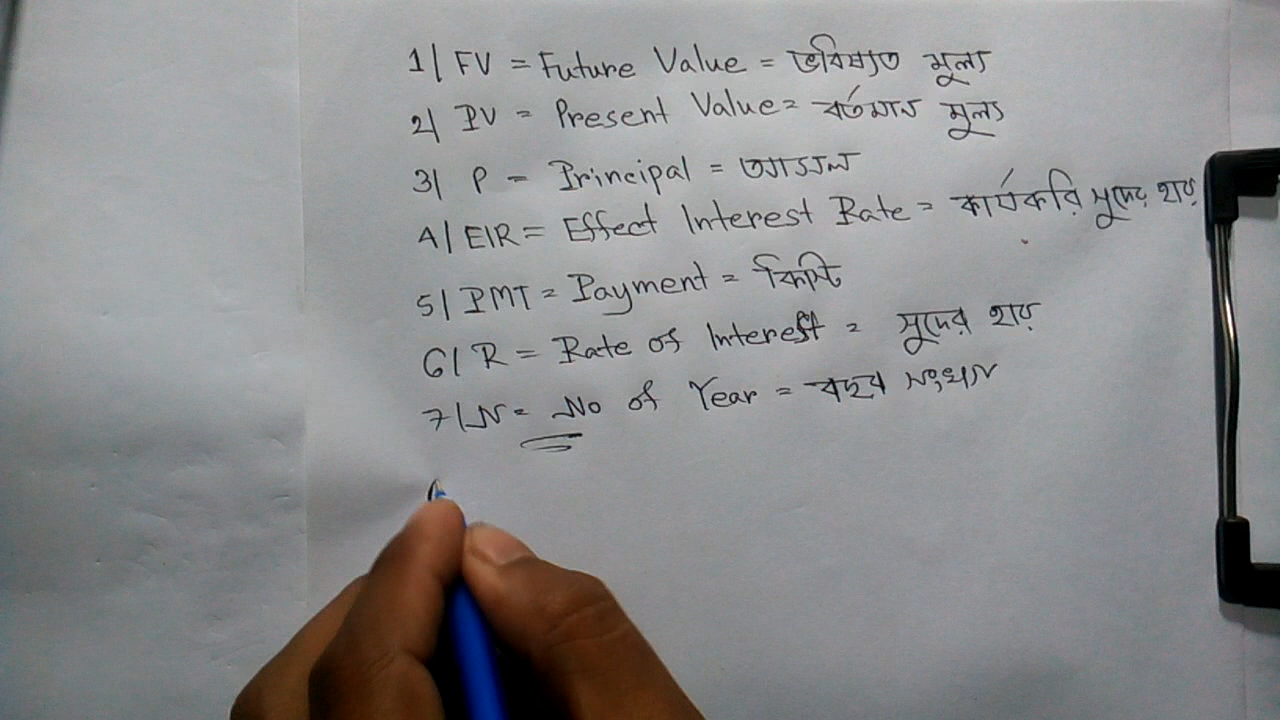 1| FV = Future Value = ভবিষ্যত মূল্য
2| PV = Present Value = বর্তমান মূল্য
3| P = Principal =
4| EIR = Effect Interest Rate = কার্যকরি সুদের হার
5| PMT = Payment = কিস্টি
6| R = Rate of Interest = সুদের হার
7| N = No of Year = বছর সংখ্যা